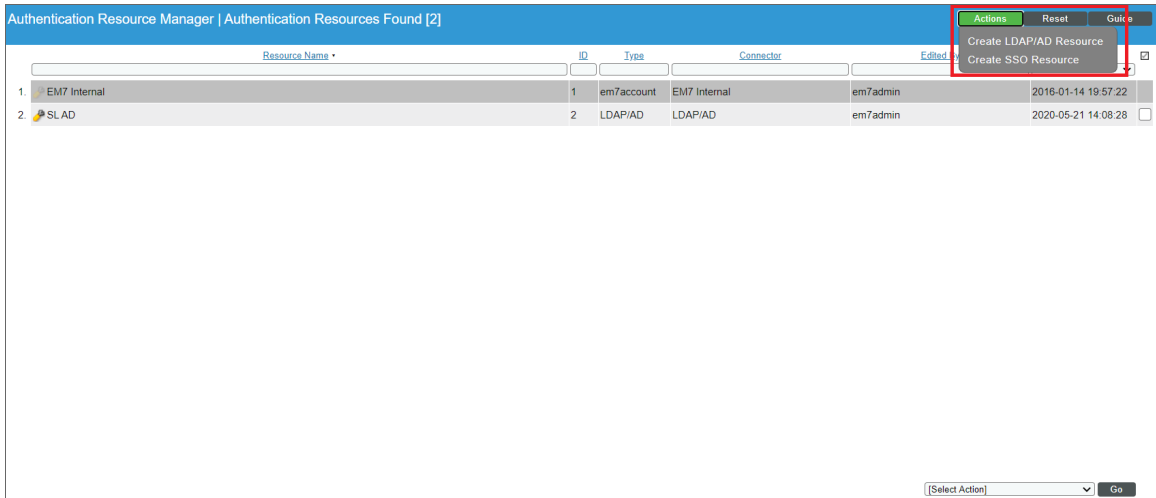 Authentication Resource Manager | Authentication Resources Found [2]
Actions Reset Guide
Create LDAP/AD Resource
Create SSO Resource
Resource Name ID Type Connector Edited By
1. EM7 Internal 1 em7account EM7 Internal em7admin 2016-01-14 19:57:22
2. SL AD 2 LDAP/AD LDAP/AD em7admin 2020-05-21 14:08:28
[Select Action] Go